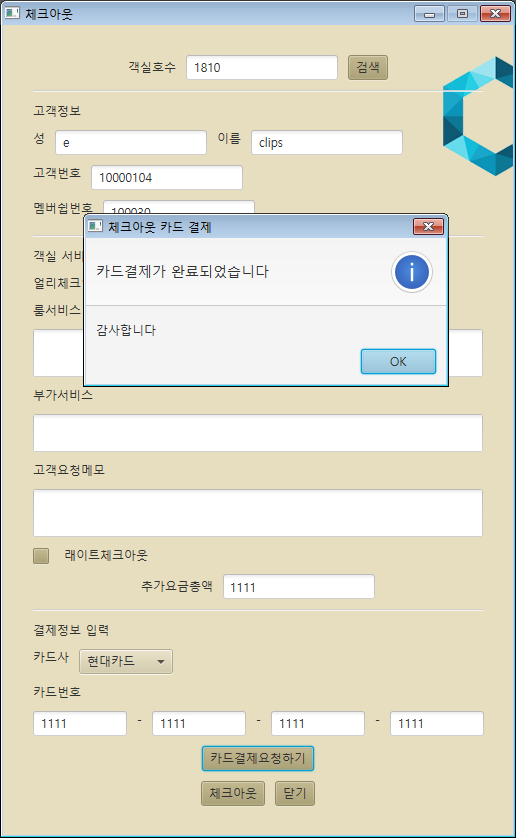 체크아웃
객실호수 1810 검색
고객정보
성 e 이름 clips
고객번호 10000104
멤버쉽번호 100030
체크아웃 카드 결제
카드결제가 완료되었습니다
감사합니다
OK
객실 서비
얼리체크
룸서비스
부가서비스
고객요청메모
래이트체크아웃
추가요금총액 1111
결제정보 입력
카드사 현대카드
카드번호
1111 - 1111 - 1111 - 1111
카드결제요청하기
체크아웃 닫기